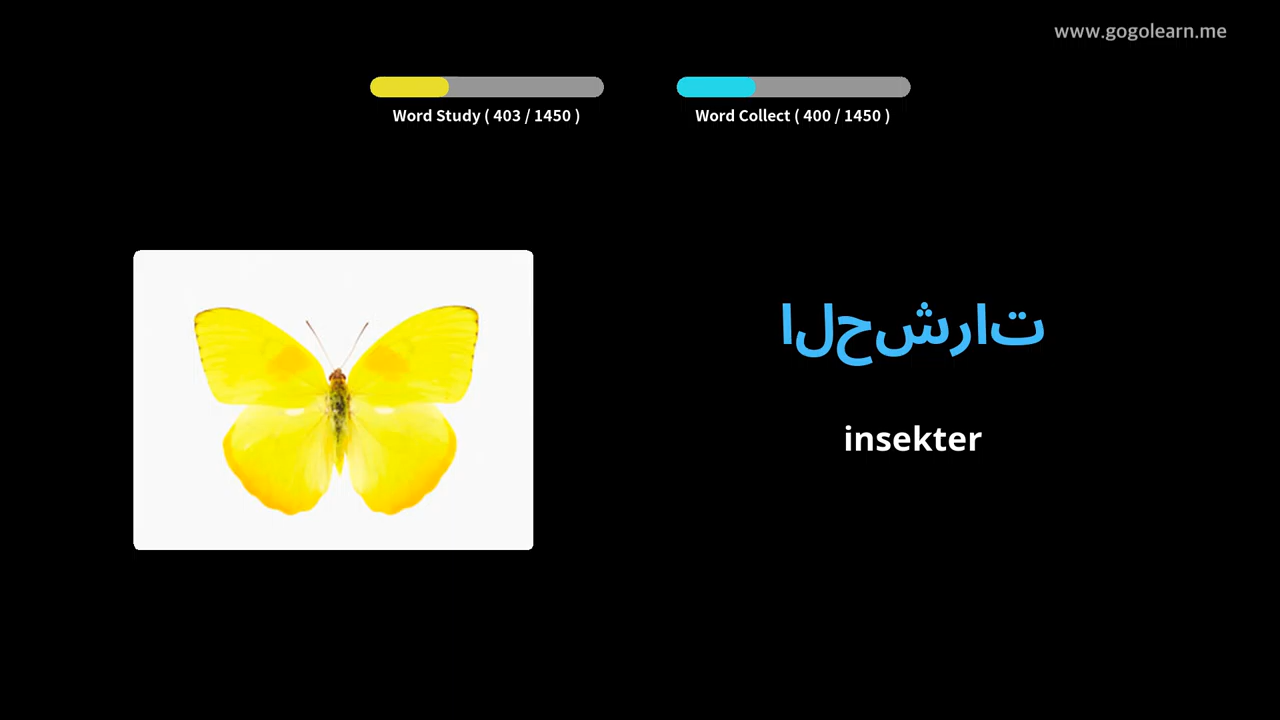 www.gogolearn.me
Word Study ( 403 / 1450 )
Word Collect ( 400 / 1450 )
الحشرات
insekter